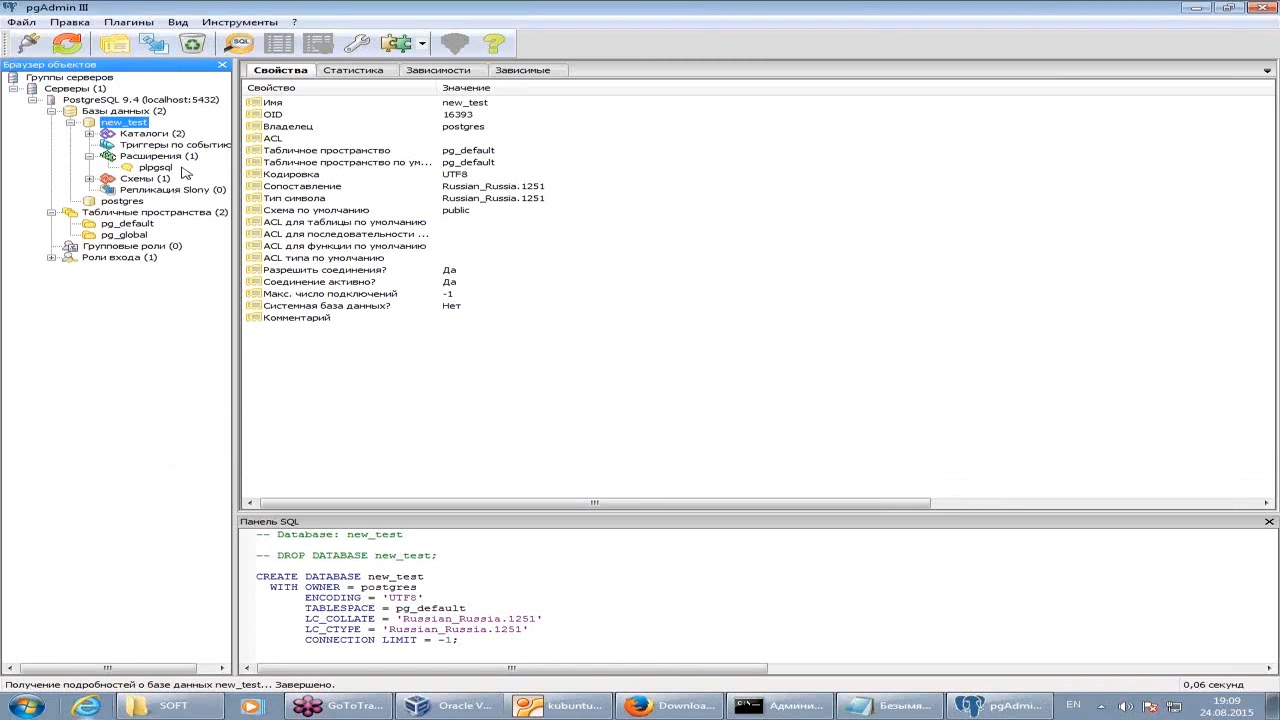 pgAdmin III
Файл Правка Плагины Вид Инструменты ?
SQL
Браузер объектов
Группы серверов
Серверы (1)
PostgreSQL 9.4 (localhost:5432)
Базы данных (2)
new_test
Каталоги (2)
Триггеры по событию
Расширения (1)
plpgsql
Схемы (1)
Репликация Slony (0)
postgres
Табличные пространства (2)
pg_default
pg_global
Групповые роли (0)
Роли входа (1)
Свойства Статистика Зависимости Зависимые
Свойство Значение
Имя new_test
OID 16393
Владелец postgres
ACL
Табличное пространство pg_default
Табличное пространство по ум... pg_default
Кодировка UTF8
Сопоставление Russian_Russia.1251
Тип символа Russian_Russia.1251
Схема по умолчанию public
ACL для таблицы по умолчанию
ACL для последовательности ...
ACL для функции по умолчанию
ACL типа по умолчанию
Разрешить соединения? Да
Соединение активно? Да
Макс. число подключений -1
Системная база данных? Нет
Комментарий
Панель SQL
-- Database: new_test
-- DROP DATABASE new_test;
CREATE DATABASE new_test
WITH OWNER = postgres
ENCODING = 'UTF8'
TABLESPACE = pg_default
LC_COLLATE = 'Russian_Russia.1251'
LC_CTYPE = 'Russian_Russia.1251'
CONNECTION LIMIT = -1;
Получение подробностей о базе данных new_test... Завершено. 0,06 секунд
SOFT GoToTra... Oracle V... kubuntu... Downloa... Админи... Безымя... pgAdmi... EN 19:09
24.08.2015